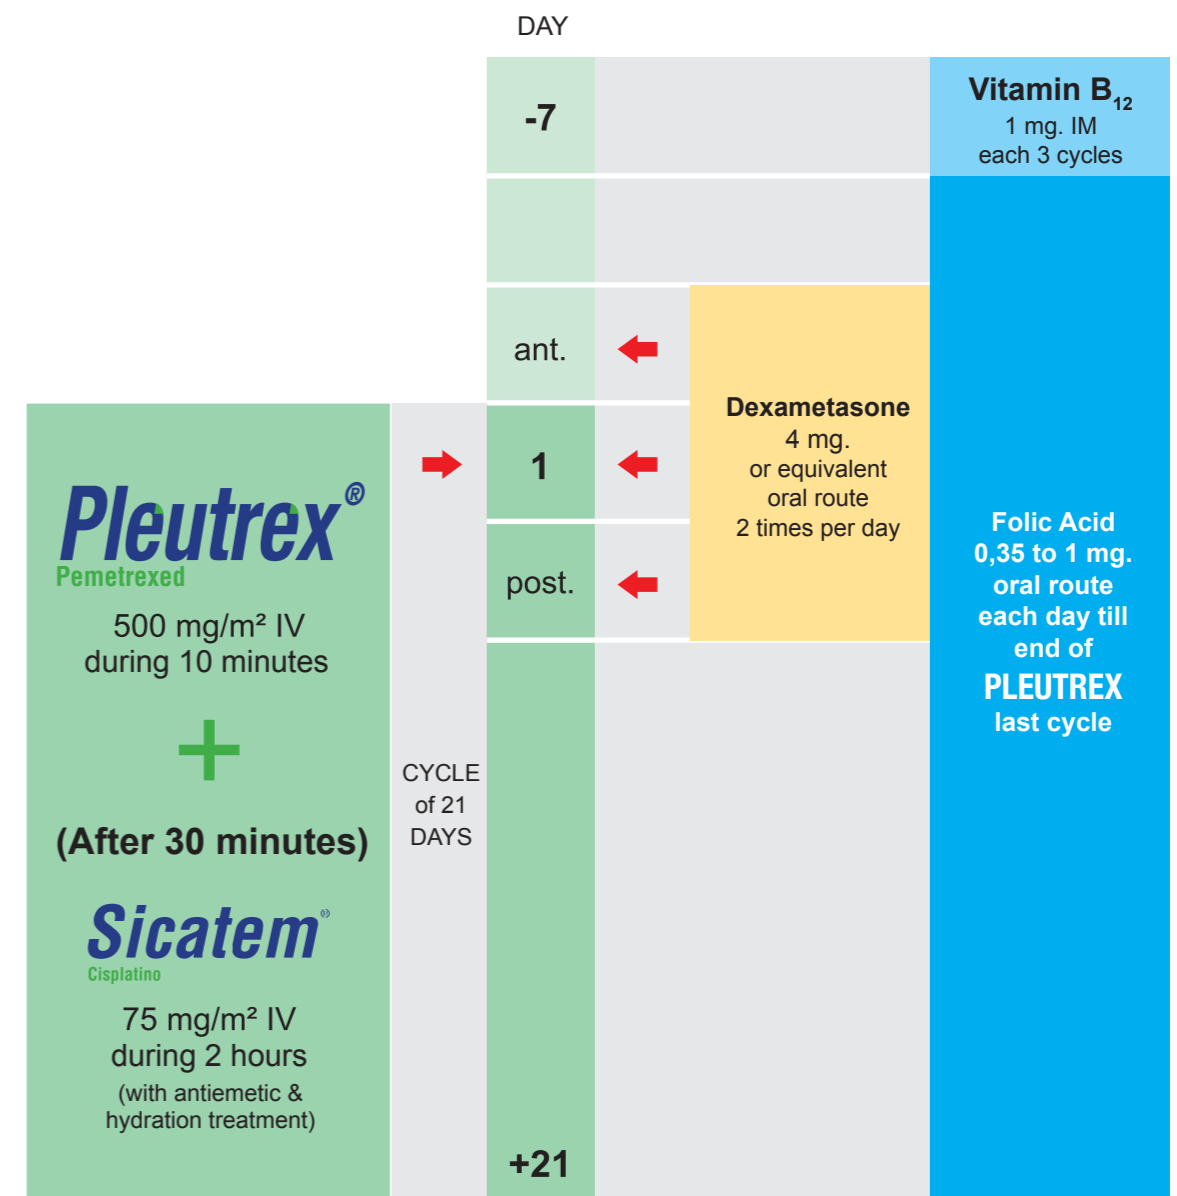 DAY
-7
Vitamin B12
1 mg. IM
each 3 cycles
ant.
1
post.
Dexametasone
4 mg.
or equivalent
oral route
2 times per day
Folic Acid
0,35 to 1 mg.
oral route
each day till
end of
PLEUTREX
last cycle
Pleutrex®
Pemetrexed
500 mg/m² IV
during 10 minutes
+
(After 30 minutes)
Sicatem®
Cisplatino
75 mg/m² IV
during 2 hours
(with antiemetic &
hydration treatment)
CYCLE
of 21
DAYS
+21